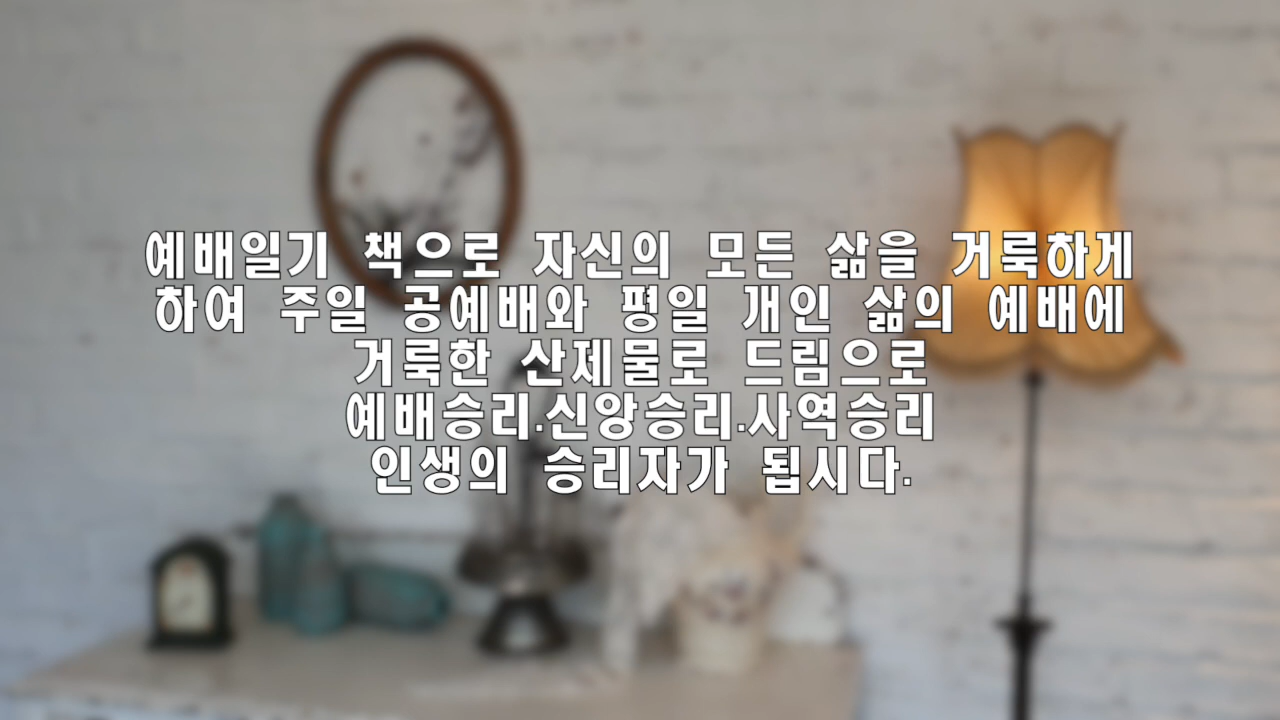 예배일기 책으로 자신의 모든 삶을 거룩하게
하여 주일 공예배와 평일 개인 삶의 예배에
거룩한 산제물로 드림으로
예배승리.신앙승리.사역승리
인생의 승리자가 됩시다.